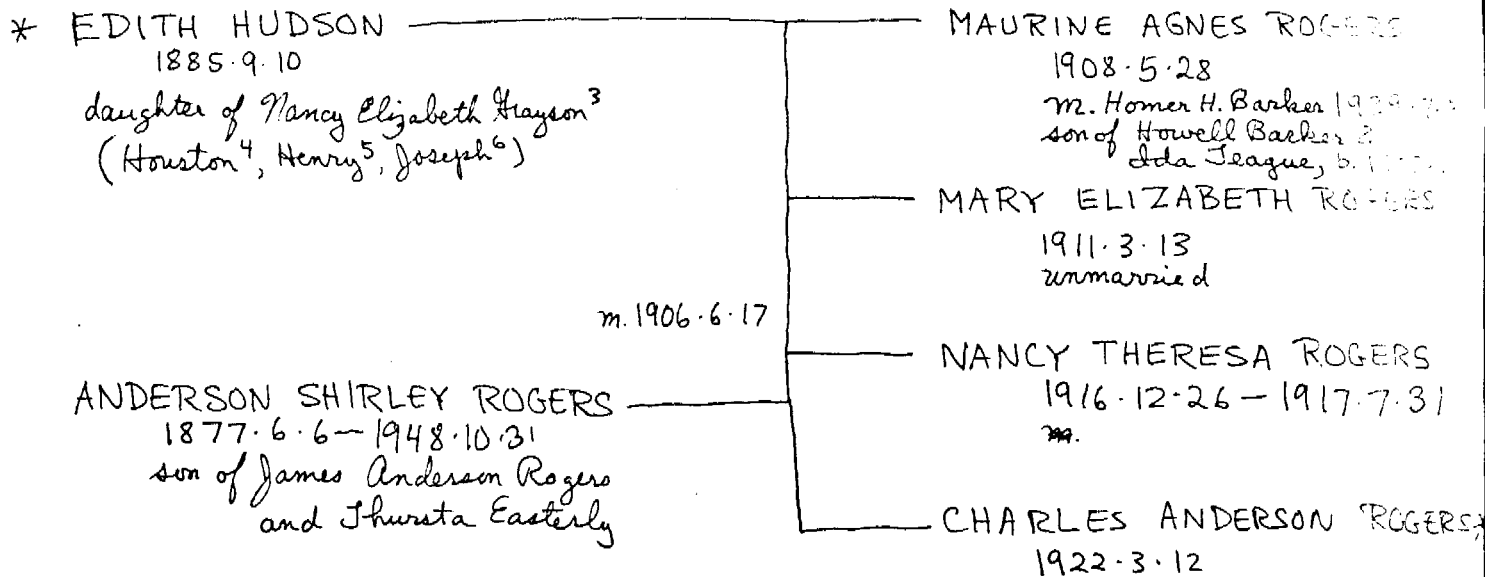 * EDITH HUDSON
1885·9·10
daughter of Nancy Elizabeth Grayson³
(Houston⁴, Henry⁵, Joseph⁶)
m. 1906·6·17
ANDERSON SHIRLEY ROGERS
1877·6·6 — 1948·10·31
son of James Anderson Rogers
and Thursta Easterly
MAURINE AGNES ROGERS
1908·5·28
m. Homer H. Barker
son of Howell Barker &
Ida Teague, b.
MARY ELIZABETH ROGERS
1911·3·13
unmarried
NANCY THERESA ROGERS
1916·12·26 — 1917·7·31
m.
CHARLES ANDERSON ROGERS,
1922·3·12